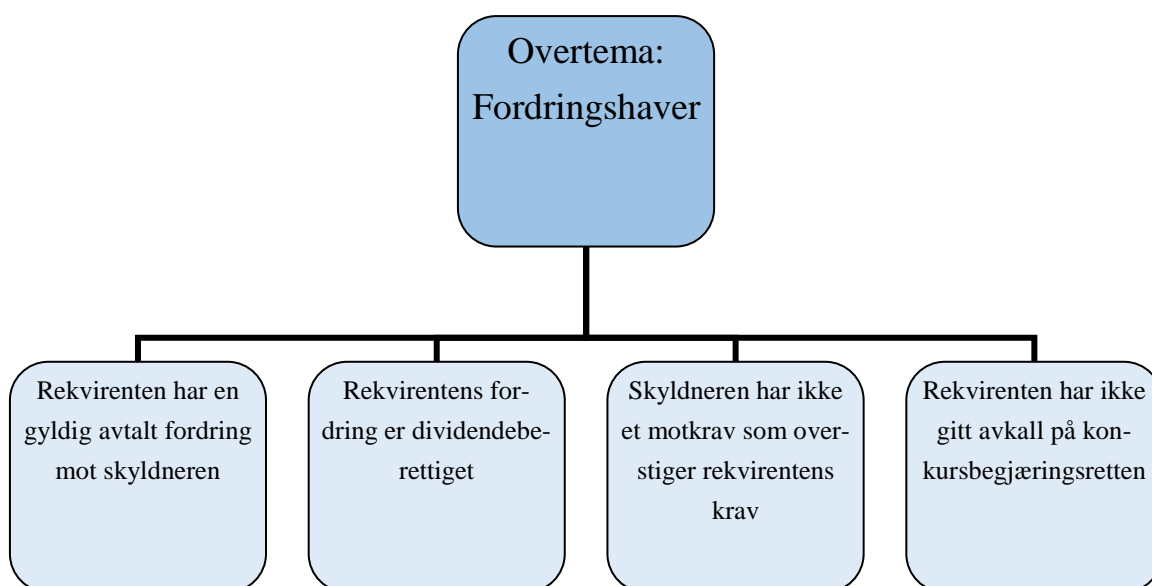 Overtema:
Fordringshaver
Rekvirenten har en
gyldig avtalt fordring
mot skyldneren
Rekvirentens for-
dring er dividendebe-
rettiget
Skyldneren har ikke
et motkrav som over-
stiger rekvirentens
krav
Rekvirenten har ikke
gitt avkall på kon-
kursbegjæringsretten